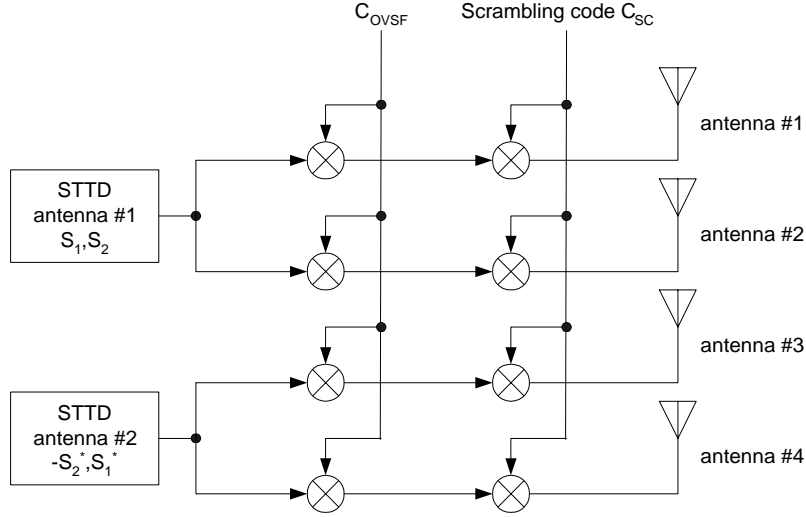 C_OVSF
Scrambling code C_SC
antenna #1
STTD
antenna #1
S_1,S_2
antenna #2
antenna #3
STTD
antenna #2
-S_2^*,S_1^*
antenna #4